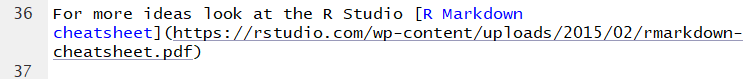 36 For more ideas look at the R Studio [R Markdown
cheatsheet](https://rstudio.com/wp-content/uploads/2015/02/rmarkdown-
cheatsheet.pdf)
37